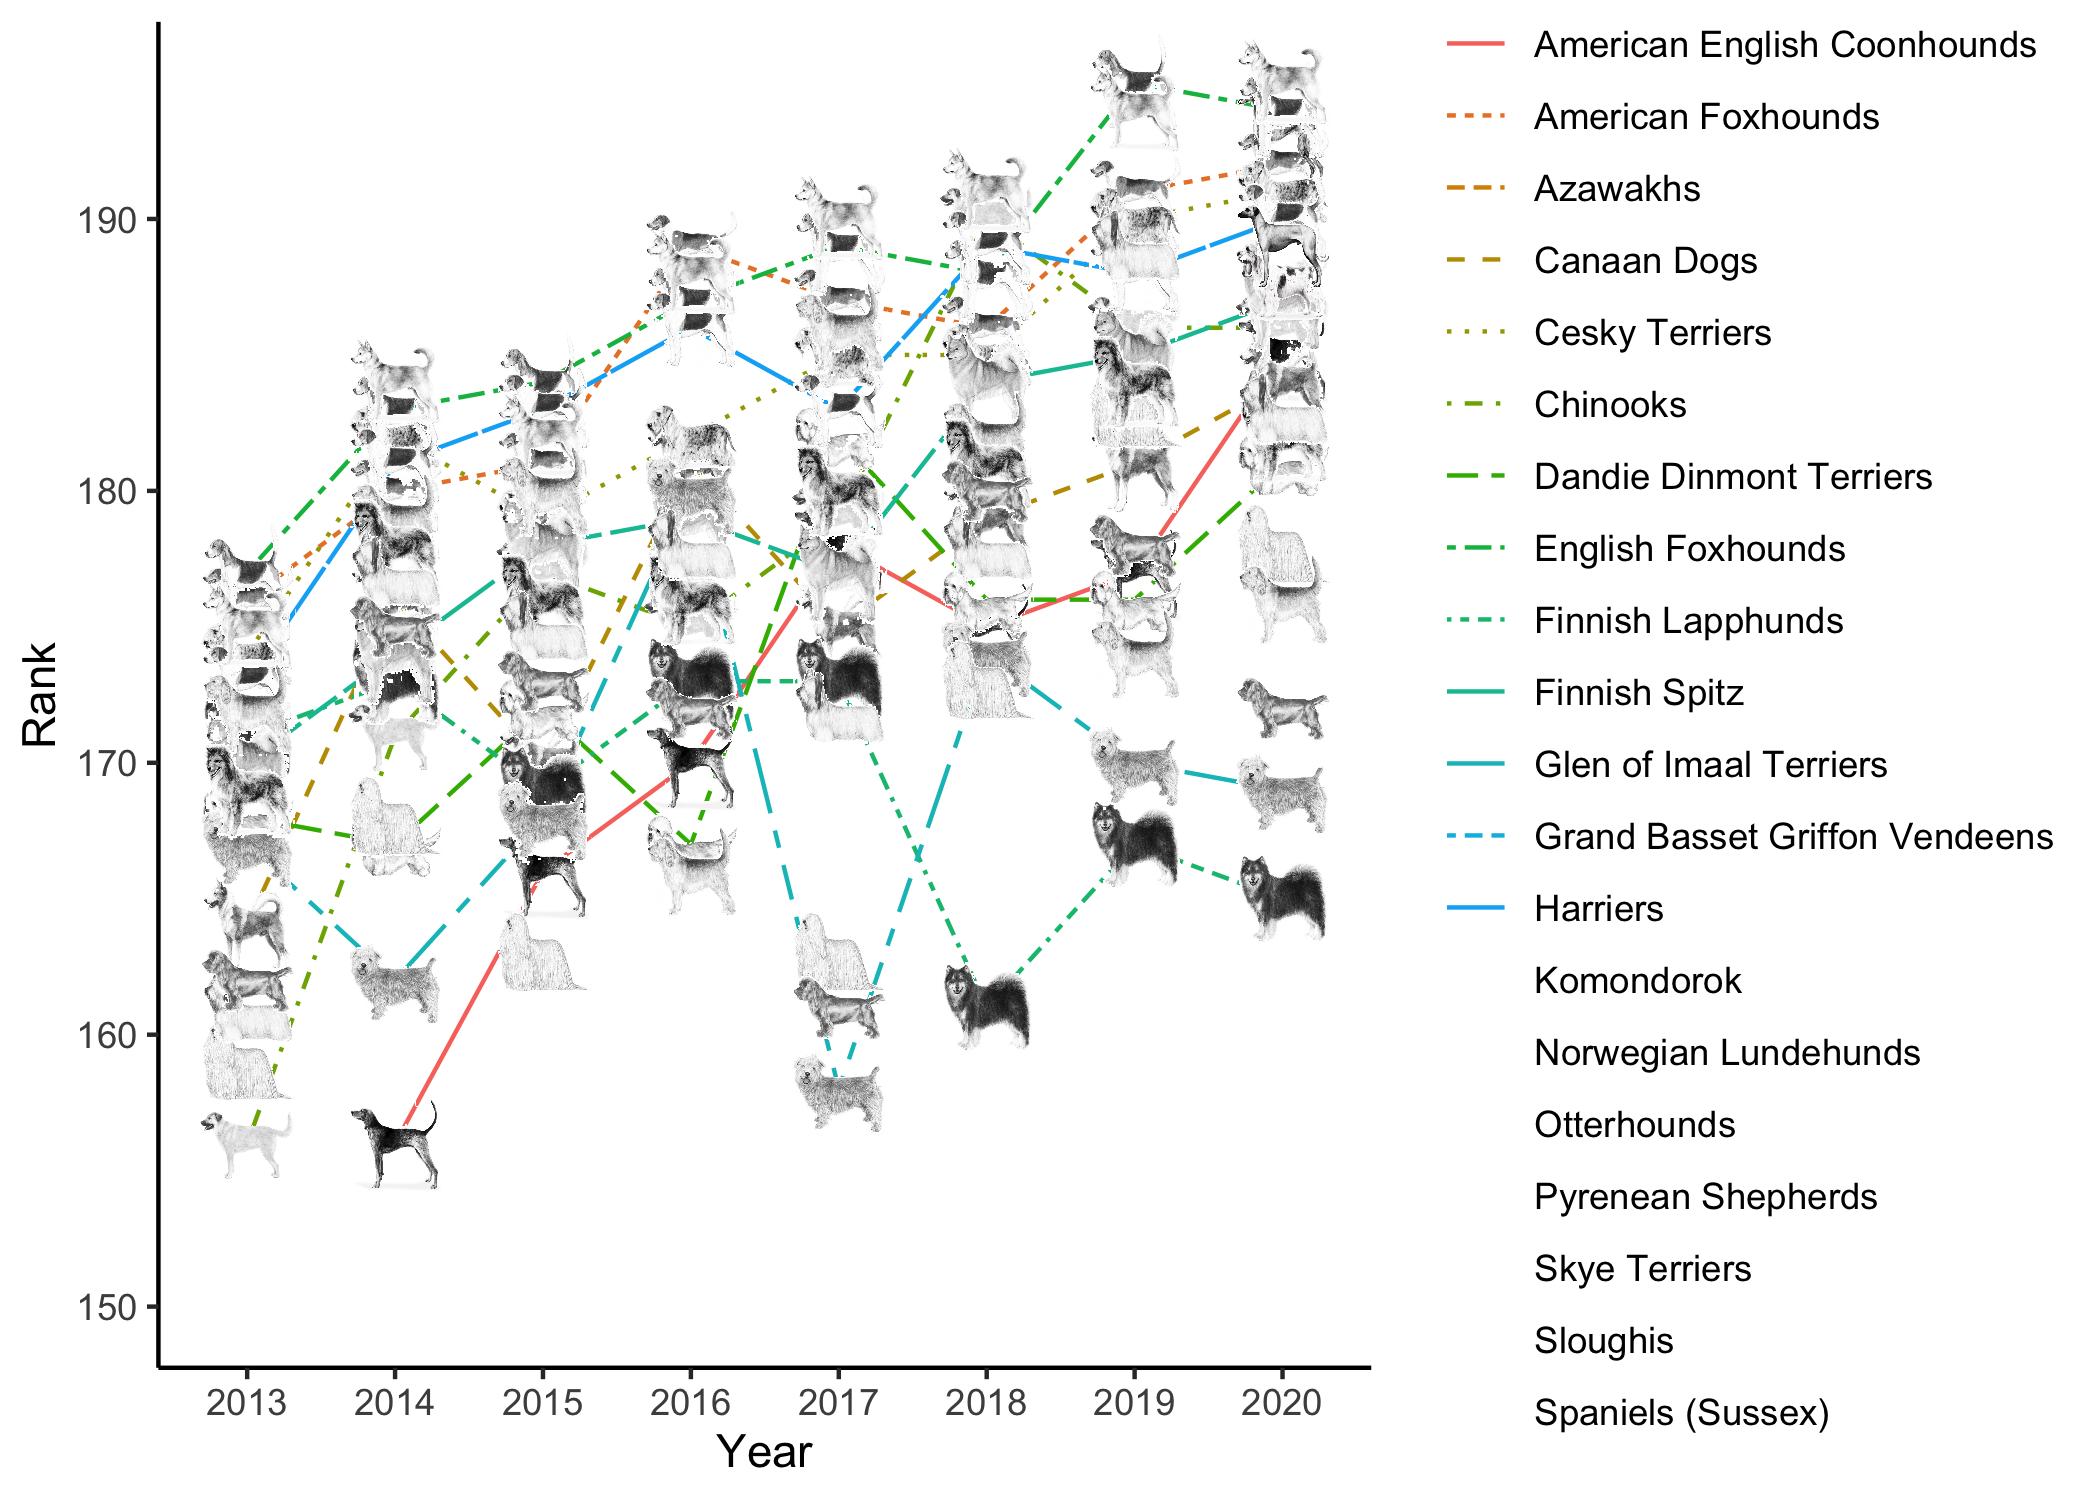 190
180
170
160
150
Rank
2013 2014 2015 2016 2017 2018 2019 2020
Year
American English Coonhounds
American Foxhounds
Azawakhs
Canaan Dogs
Cesky Terriers
Chinooks
Dandie Dinmont Terriers
English Foxhounds
Finnish Lapphunds
Finnish Spitz
Glen of Imaal Terriers
Grand Basset Griffon Vendeens
Harriers
Komondorok
Norwegian Lundehunds
Otterhounds
Pyrenean Shepherds
Skye Terriers
Sloughis
Spaniels (Sussex)